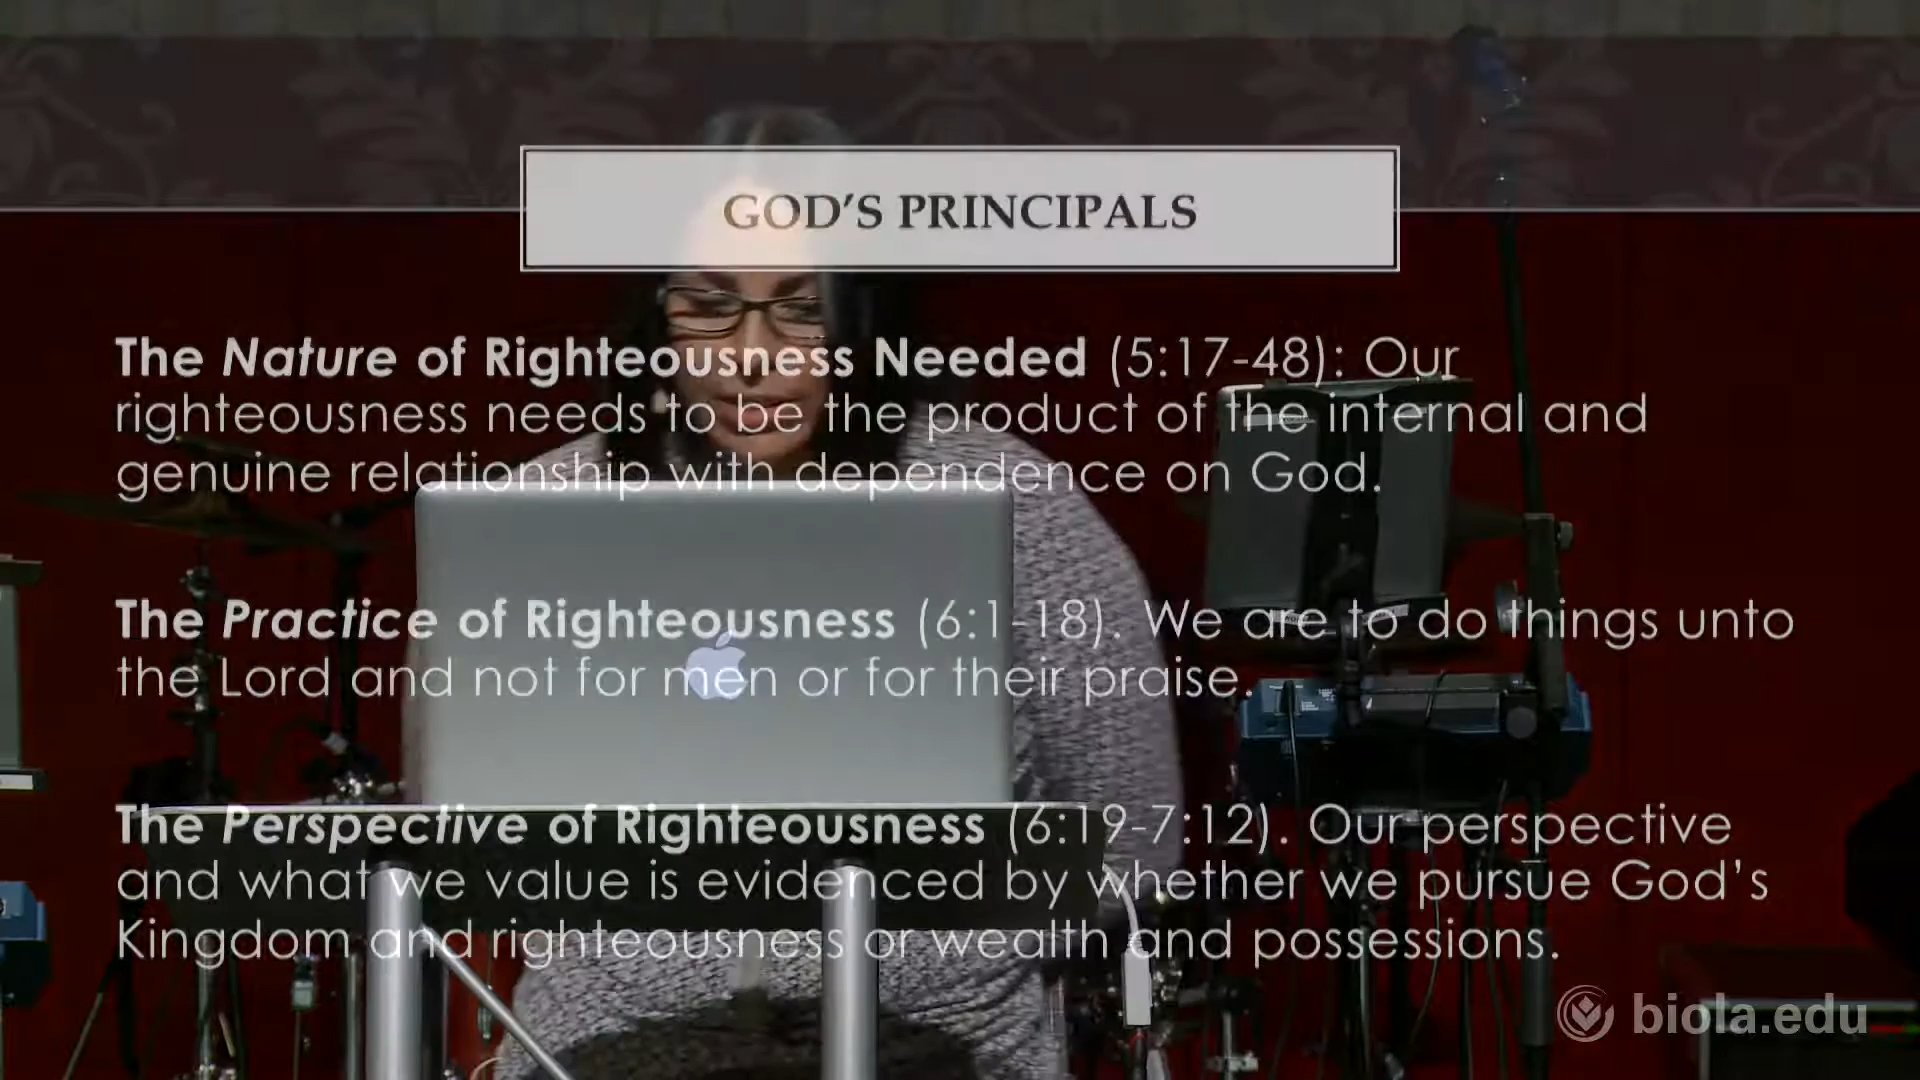 GOD'S PRINCIPALS
The Nature of Righteousness Needed (5:17-48): Our
righteousness needs to be the product of the internal and
genuine relationship with dependence on God.
The Practice of Righteousness (6:1-18). We are to do things unto
the Lord and not for men or for their praise.
The Perspective of Righteousness (6:19-7:12). Our perspective
and what we value is evidenced by whether we pursue God's
Kingdom and righteousness or wealth and possessions.
biola.edu